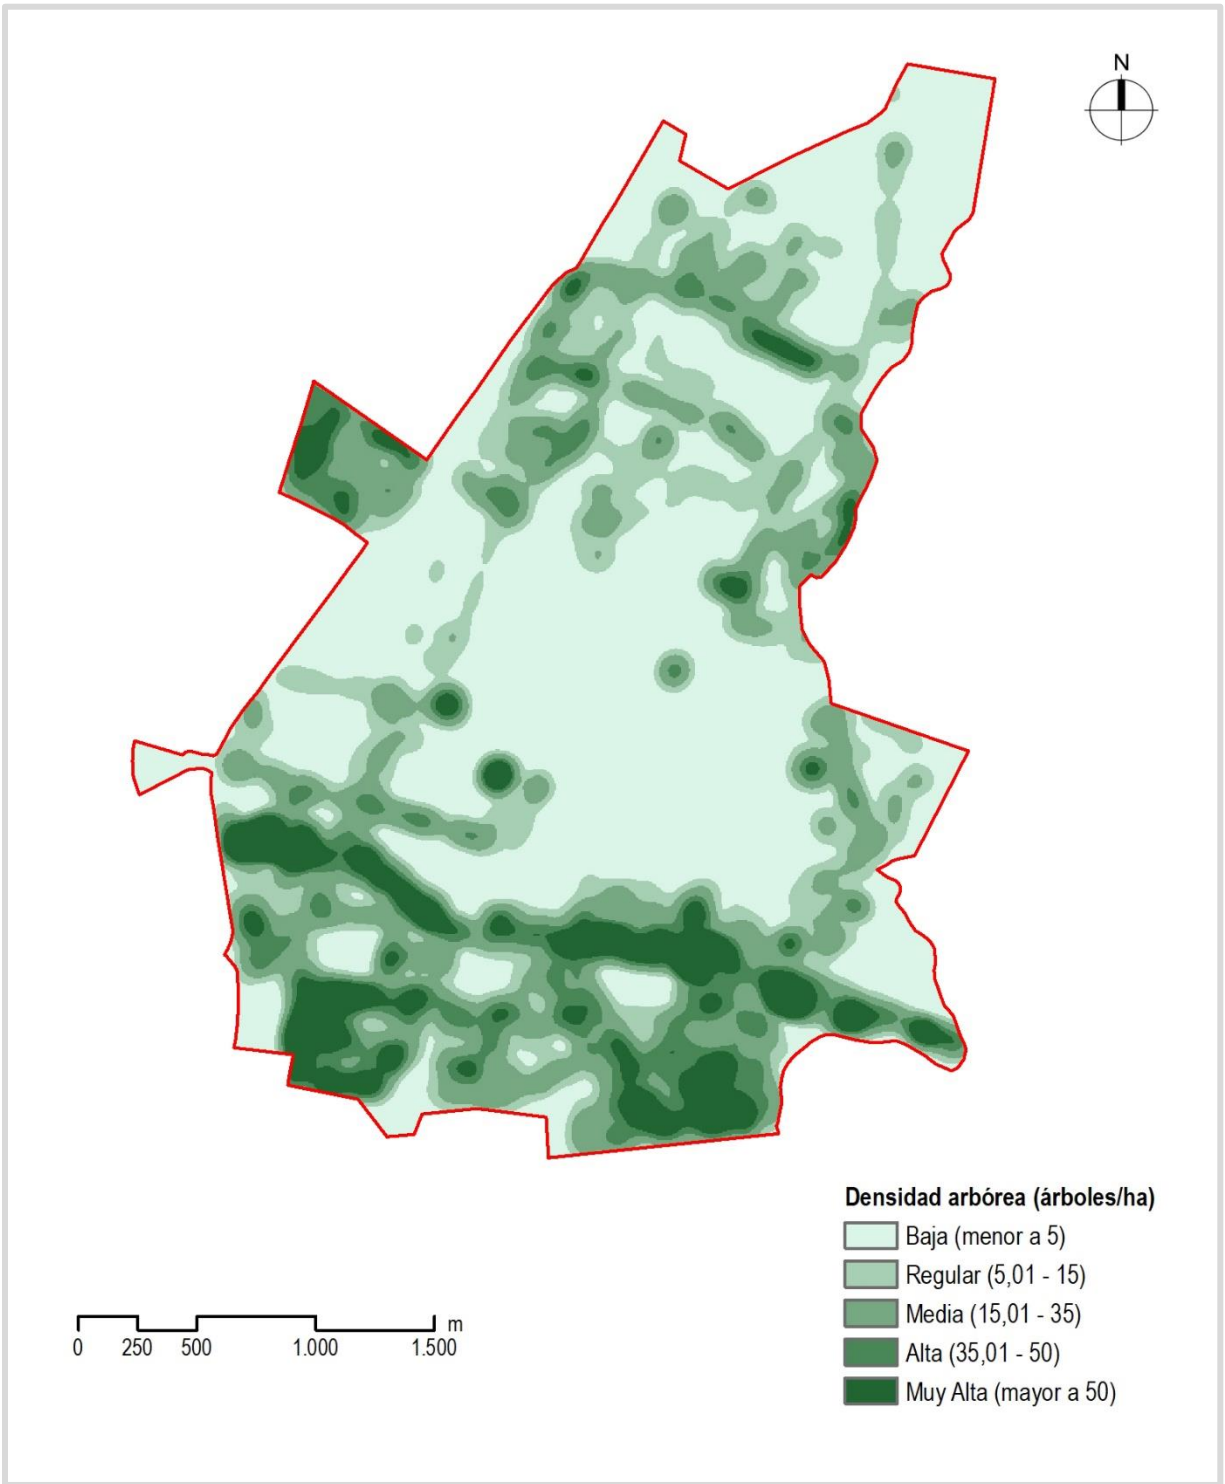 N
Densidad arbórea (árboles/ha)
Baja (menor a 5)
Regular (5,01 - 15)
Media (15,01 - 35)
Alta (35,01 - 50)
Muy Alta (mayor a 50)
m
0 250 500 1.000 1.500